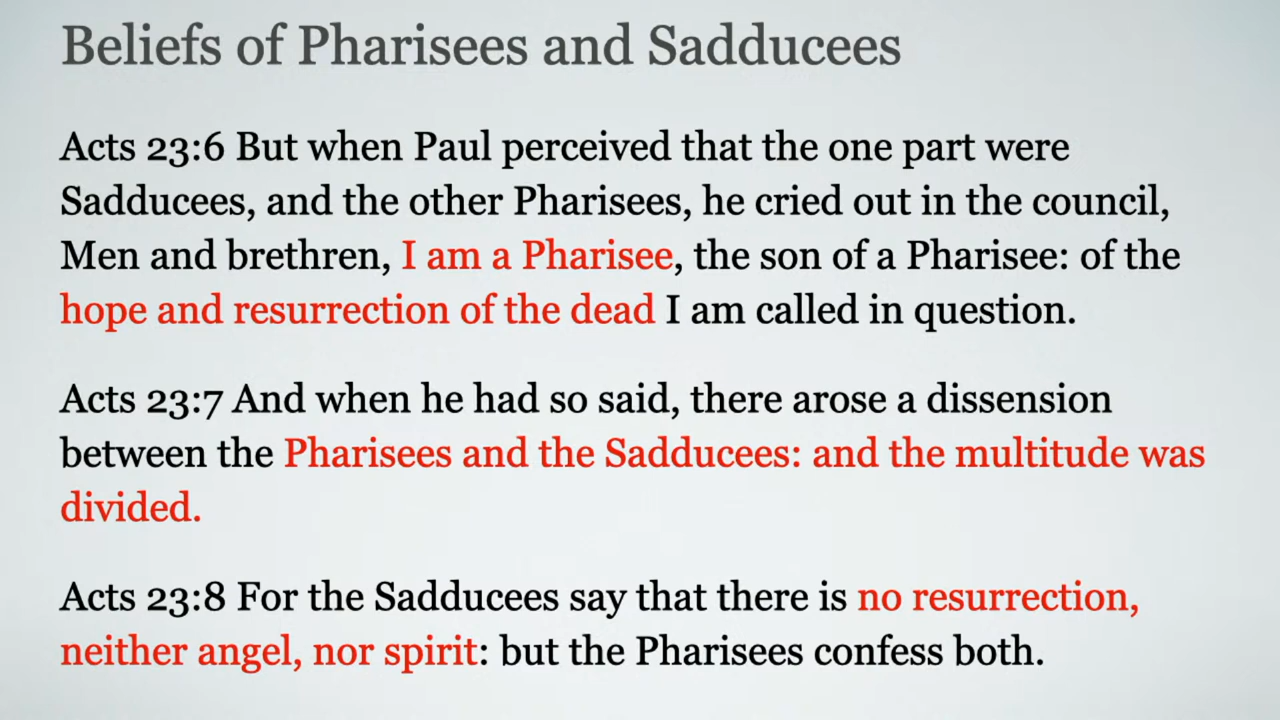 Beliefs of Pharisees and Sadducees
Acts 23:6 But when Paul perceived that the one part were
Sadducees, and the other Pharisees, he cried out in the council,
Men and brethren, I am a Pharisee, the son of a Pharisee: of the
hope and resurrection of the dead I am called in question.
Acts 23:7 And when he had so said, there arose a dissension
between the Pharisees and the Sadducees: and the multitude was
divided.
Acts 23:8 For the Sadducees say that there is no resurrection,
neither angel, nor spirit: but the Pharisees confess both.